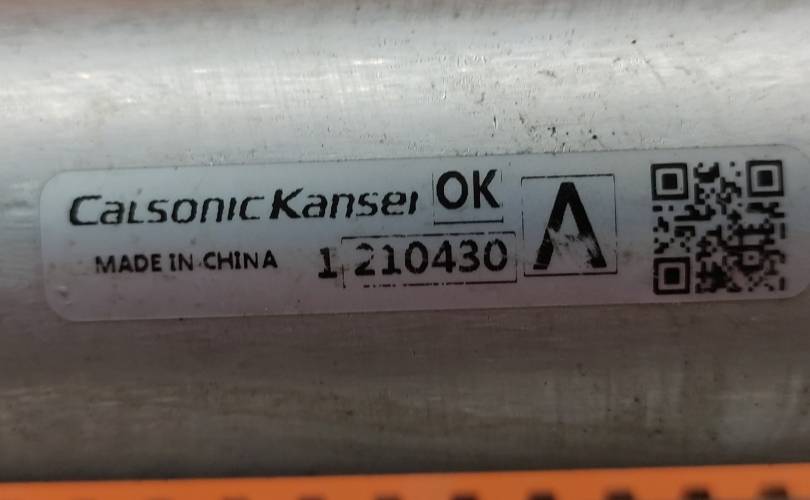 CalsonicKansei OK
MADE IN CHINA 1 210430 A